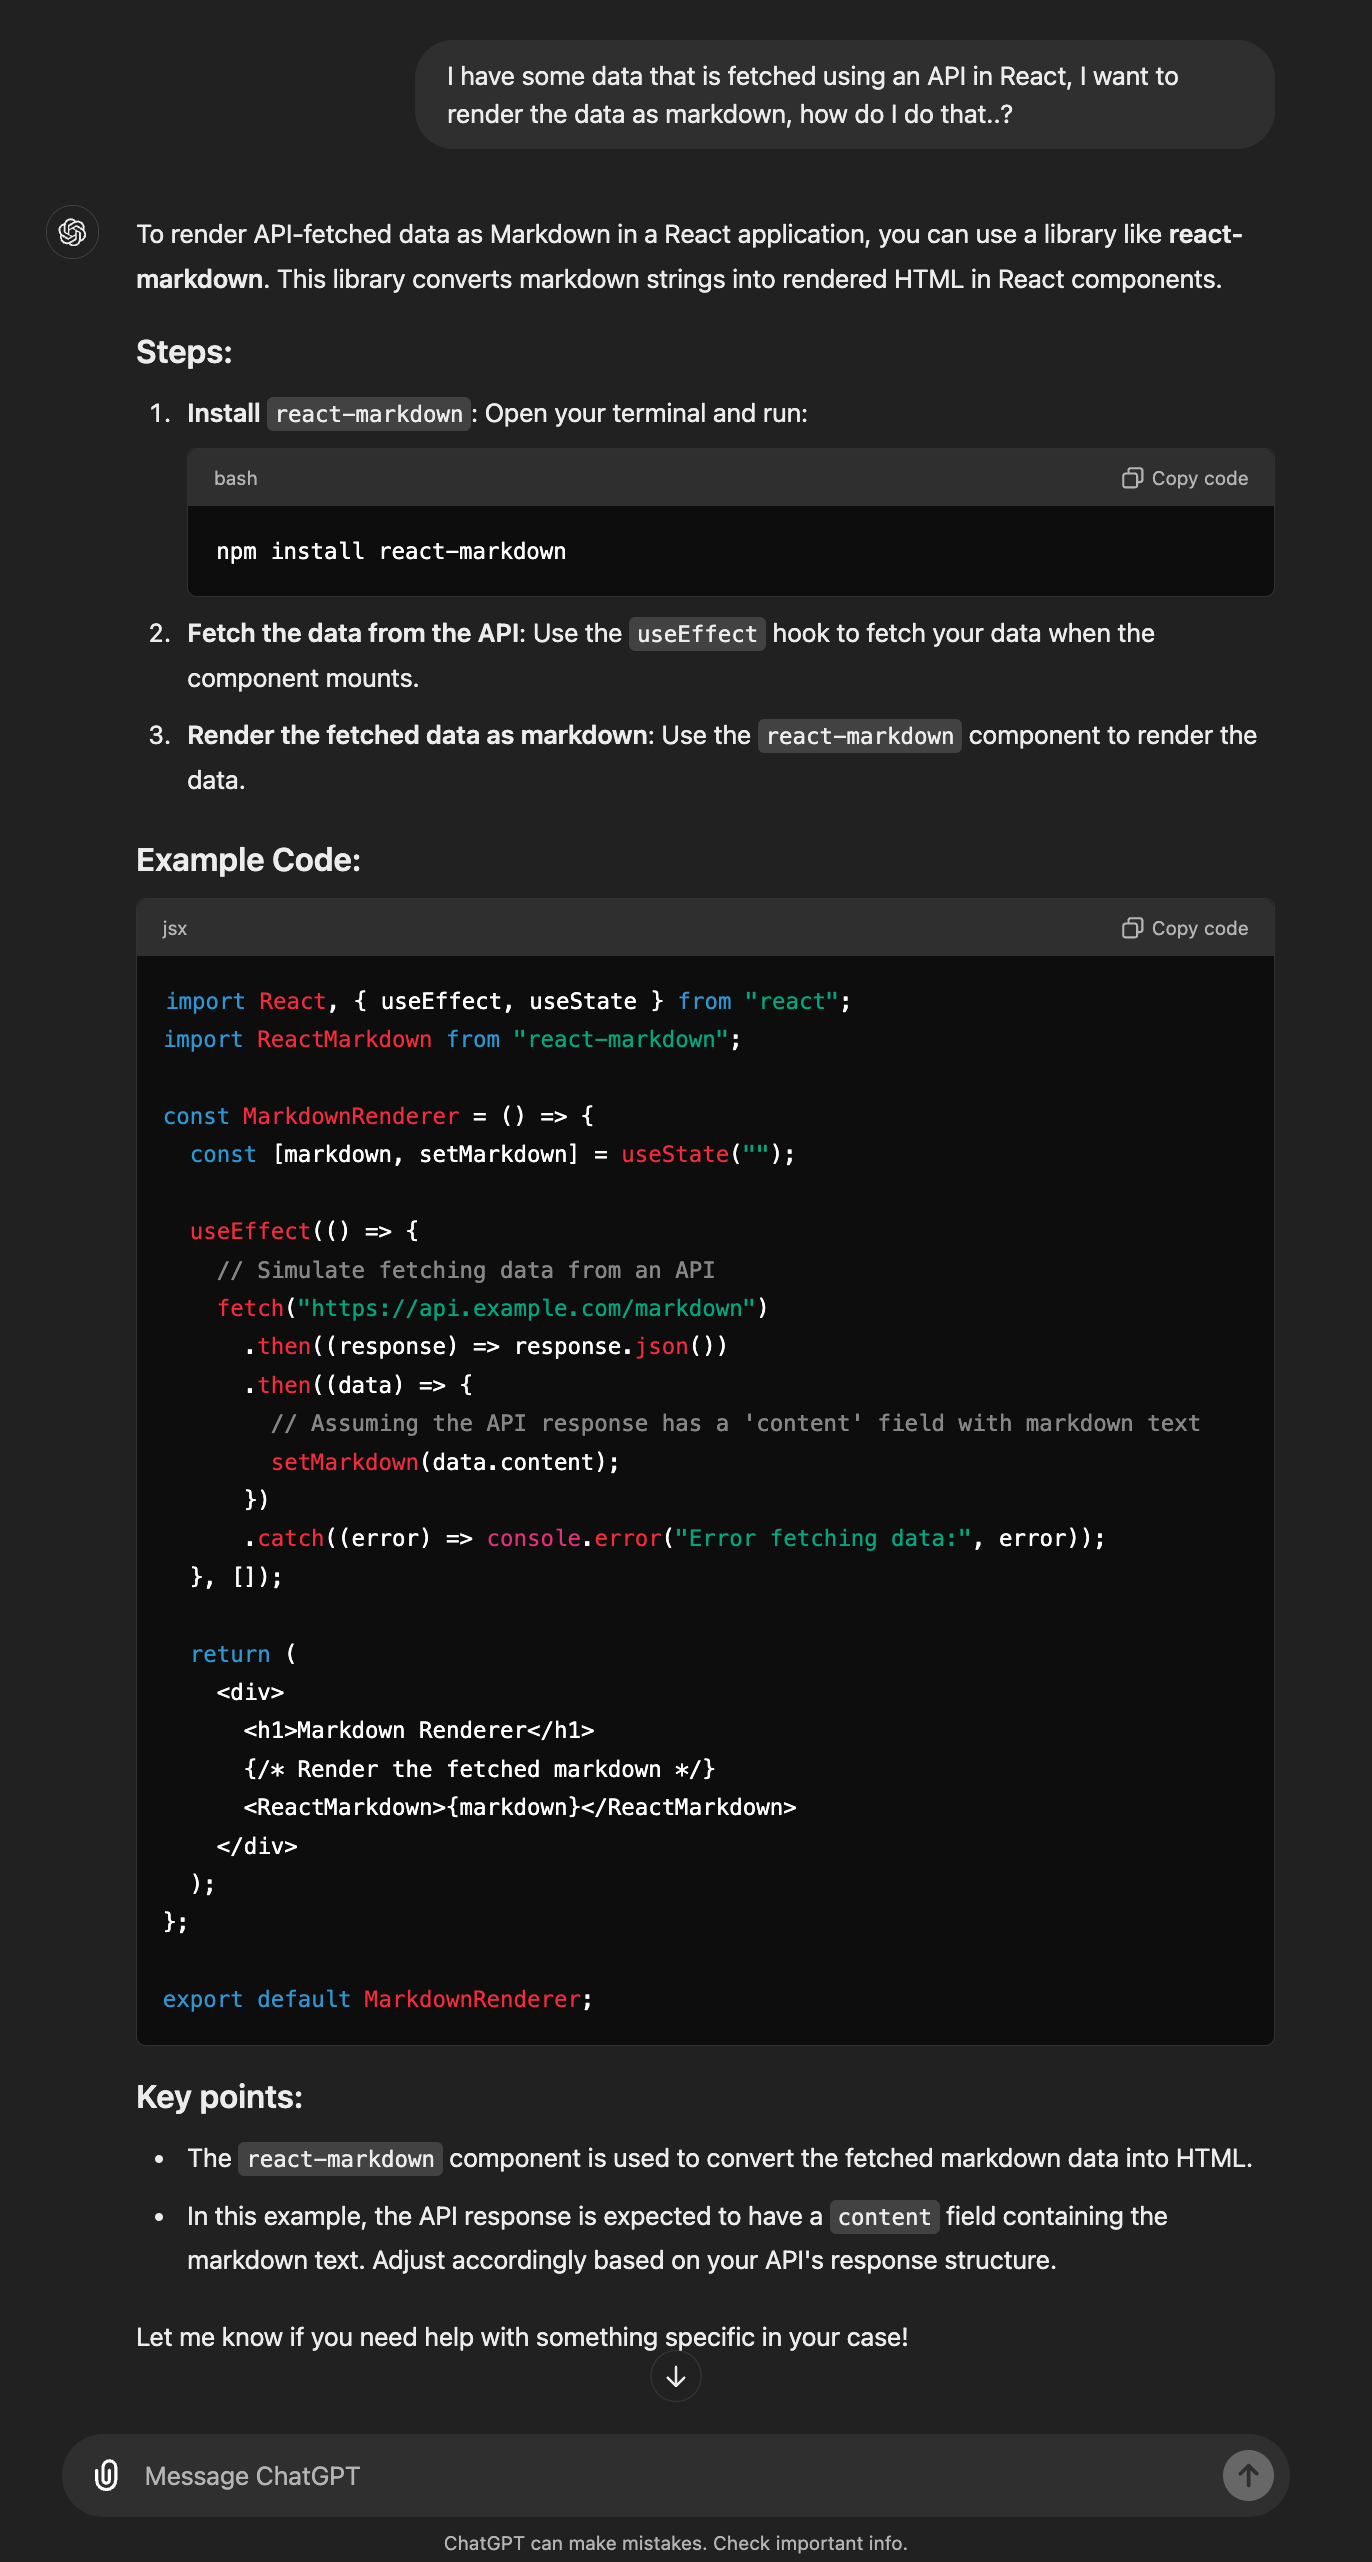 I have some data that is fetched using an API in React, I want to
render the data as markdown, how do I do that..?
To render API-fetched data as Markdown in a React application, you can use a library like react-
markdown. This library converts markdown strings into rendered HTML in React components.
Steps:
1. Install react-markdown: Open your terminal and run:
bash Copy code
npm install react-markdown
2. Fetch the data from the API: Use the useEffect hook to fetch your data when the
component mounts.
3. Render the fetched data as markdown: Use the react-markdown component to render the
data.
Example Code:
jsx Copy code
import React, { useEffect, useState } from "react";
import ReactMarkdown from "react-markdown";
const MarkdownRenderer = () => {
  const [markdown, setMarkdown] = useState("");
  useEffect(() => {
    // Simulate fetching data from an API
    fetch("https://api.example.com/markdown")
      .then((response) => response.json())
      .then((data) => {
        // Assuming the API response has a 'content' field with markdown text
        setMarkdown(data.content);
      })
      .catch((error) => console.error("Error fetching data:", error));
  }, []);
  return (
    <div>
      <h1>Markdown Renderer</h1>
      {/* Render the fetched markdown */}
      <ReactMarkdown>{markdown}</ReactMarkdown>
    </div>
  );
};
export default MarkdownRenderer;
Key points:
• The react-markdown component is used to convert the fetched markdown data into HTML.
• In this example, the API response is expected to have a content field containing the
markdown text. Adjust accordingly based on your API's response structure.
Let me know if you need help with something specific in your case!
Message ChatGPT
ChatGPT can make mistakes. Check important info.